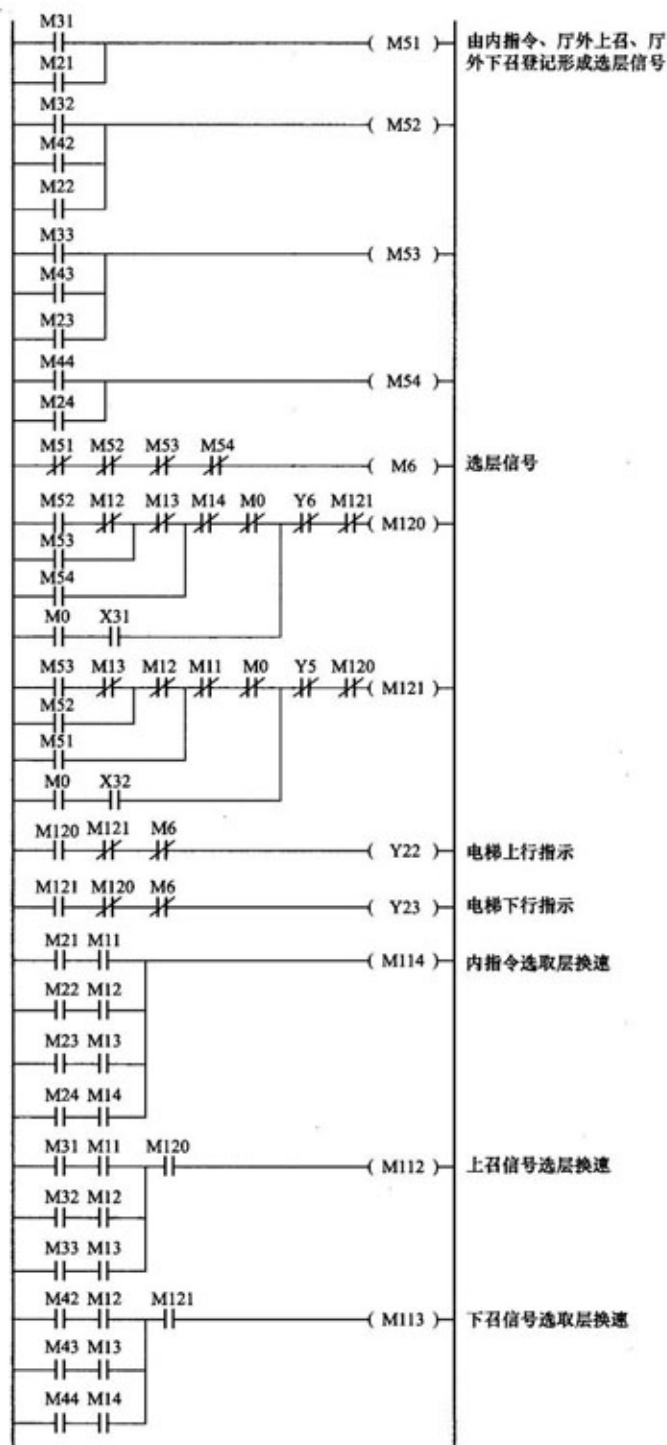 M31
( M51 )
由内指令、厅外上召、厅
M21
外下召登记形成选层信号
M32
( M52 )
M42
M22
M33
( M53 )
M43
M23
M44
( M54 )
M24
M51 M52 M53 M54
( M6 )
选层信号
M52 M12 M13 M14 M0 Y6 M121
( M120 )
M53
M54
M0 X31
M53 M13 M12 M11 M0 Y5 M120
( M121 )
M52
M51
M0 X32
M120 M121 M6
( Y22 )
电梯上行指示
M121 M120 M6
( Y23 )
电梯下行指示
M21 M11
( M114 )
内指令选取层换速
M22 M12
M23 M13
M24 M14
M31 M11 M120
( M112 )
上召信号选层换速
M32 M12
M33 M13
M42 M12 M121
( M113 )
下召信号选取层换速
M43 M13
M44 M14